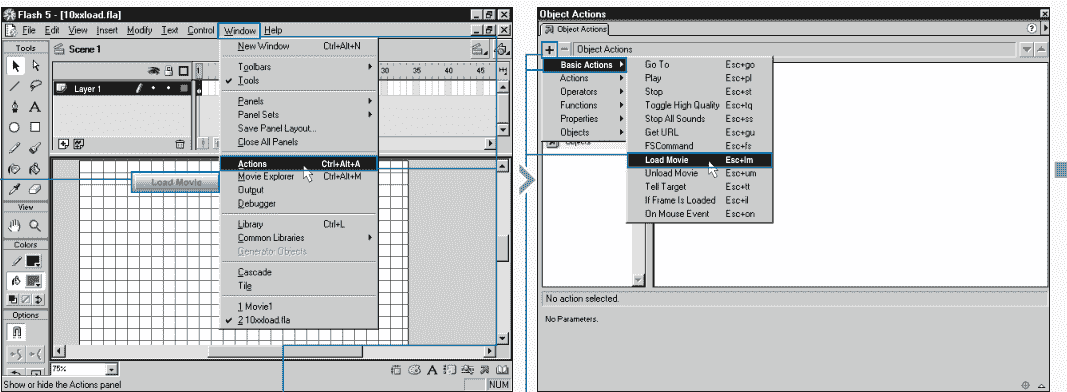 Flash 5 - [10xxload.fla]
File Edit View Insert Modify Text Control Window Help
Tools
Scene 1
1 30 35 40 45
Layer 1
Load Movie
View
Colors
Options
75%
Show or hide the Actions panel
NUM
New Window Ctrl+Alt+N
Toolbars
Tools
Panels
Panel Sets
Save Panel Layout...
Close All Panels
Actions Ctrl+Alt+A
Movie Explorer Ctrl+Alt+M
Output
Debugger
Library Ctrl+L
Common Libraries
Generator Objects
Cascade
Tile
1 Movie1
2 10xxload.fla
Object Actions
Object Actions
Object Actions
Basic Actions
Actions
Operators
Functions
Properties
Objects
Objects
Go To Esc+go
Play Esc+pl
Stop Esc+st
Toggle High Quality Esc+tq
Stop All Sounds Esc+ss
Get URL Esc+gu
FSCommand Esc+fs
Load Movie Esc+lm
Unload Movie Esc+um
Tell Target Esc+tt
If Frame Is Loaded Esc+il
On Mouse Event Esc+on
No action selected.
No Parameters.